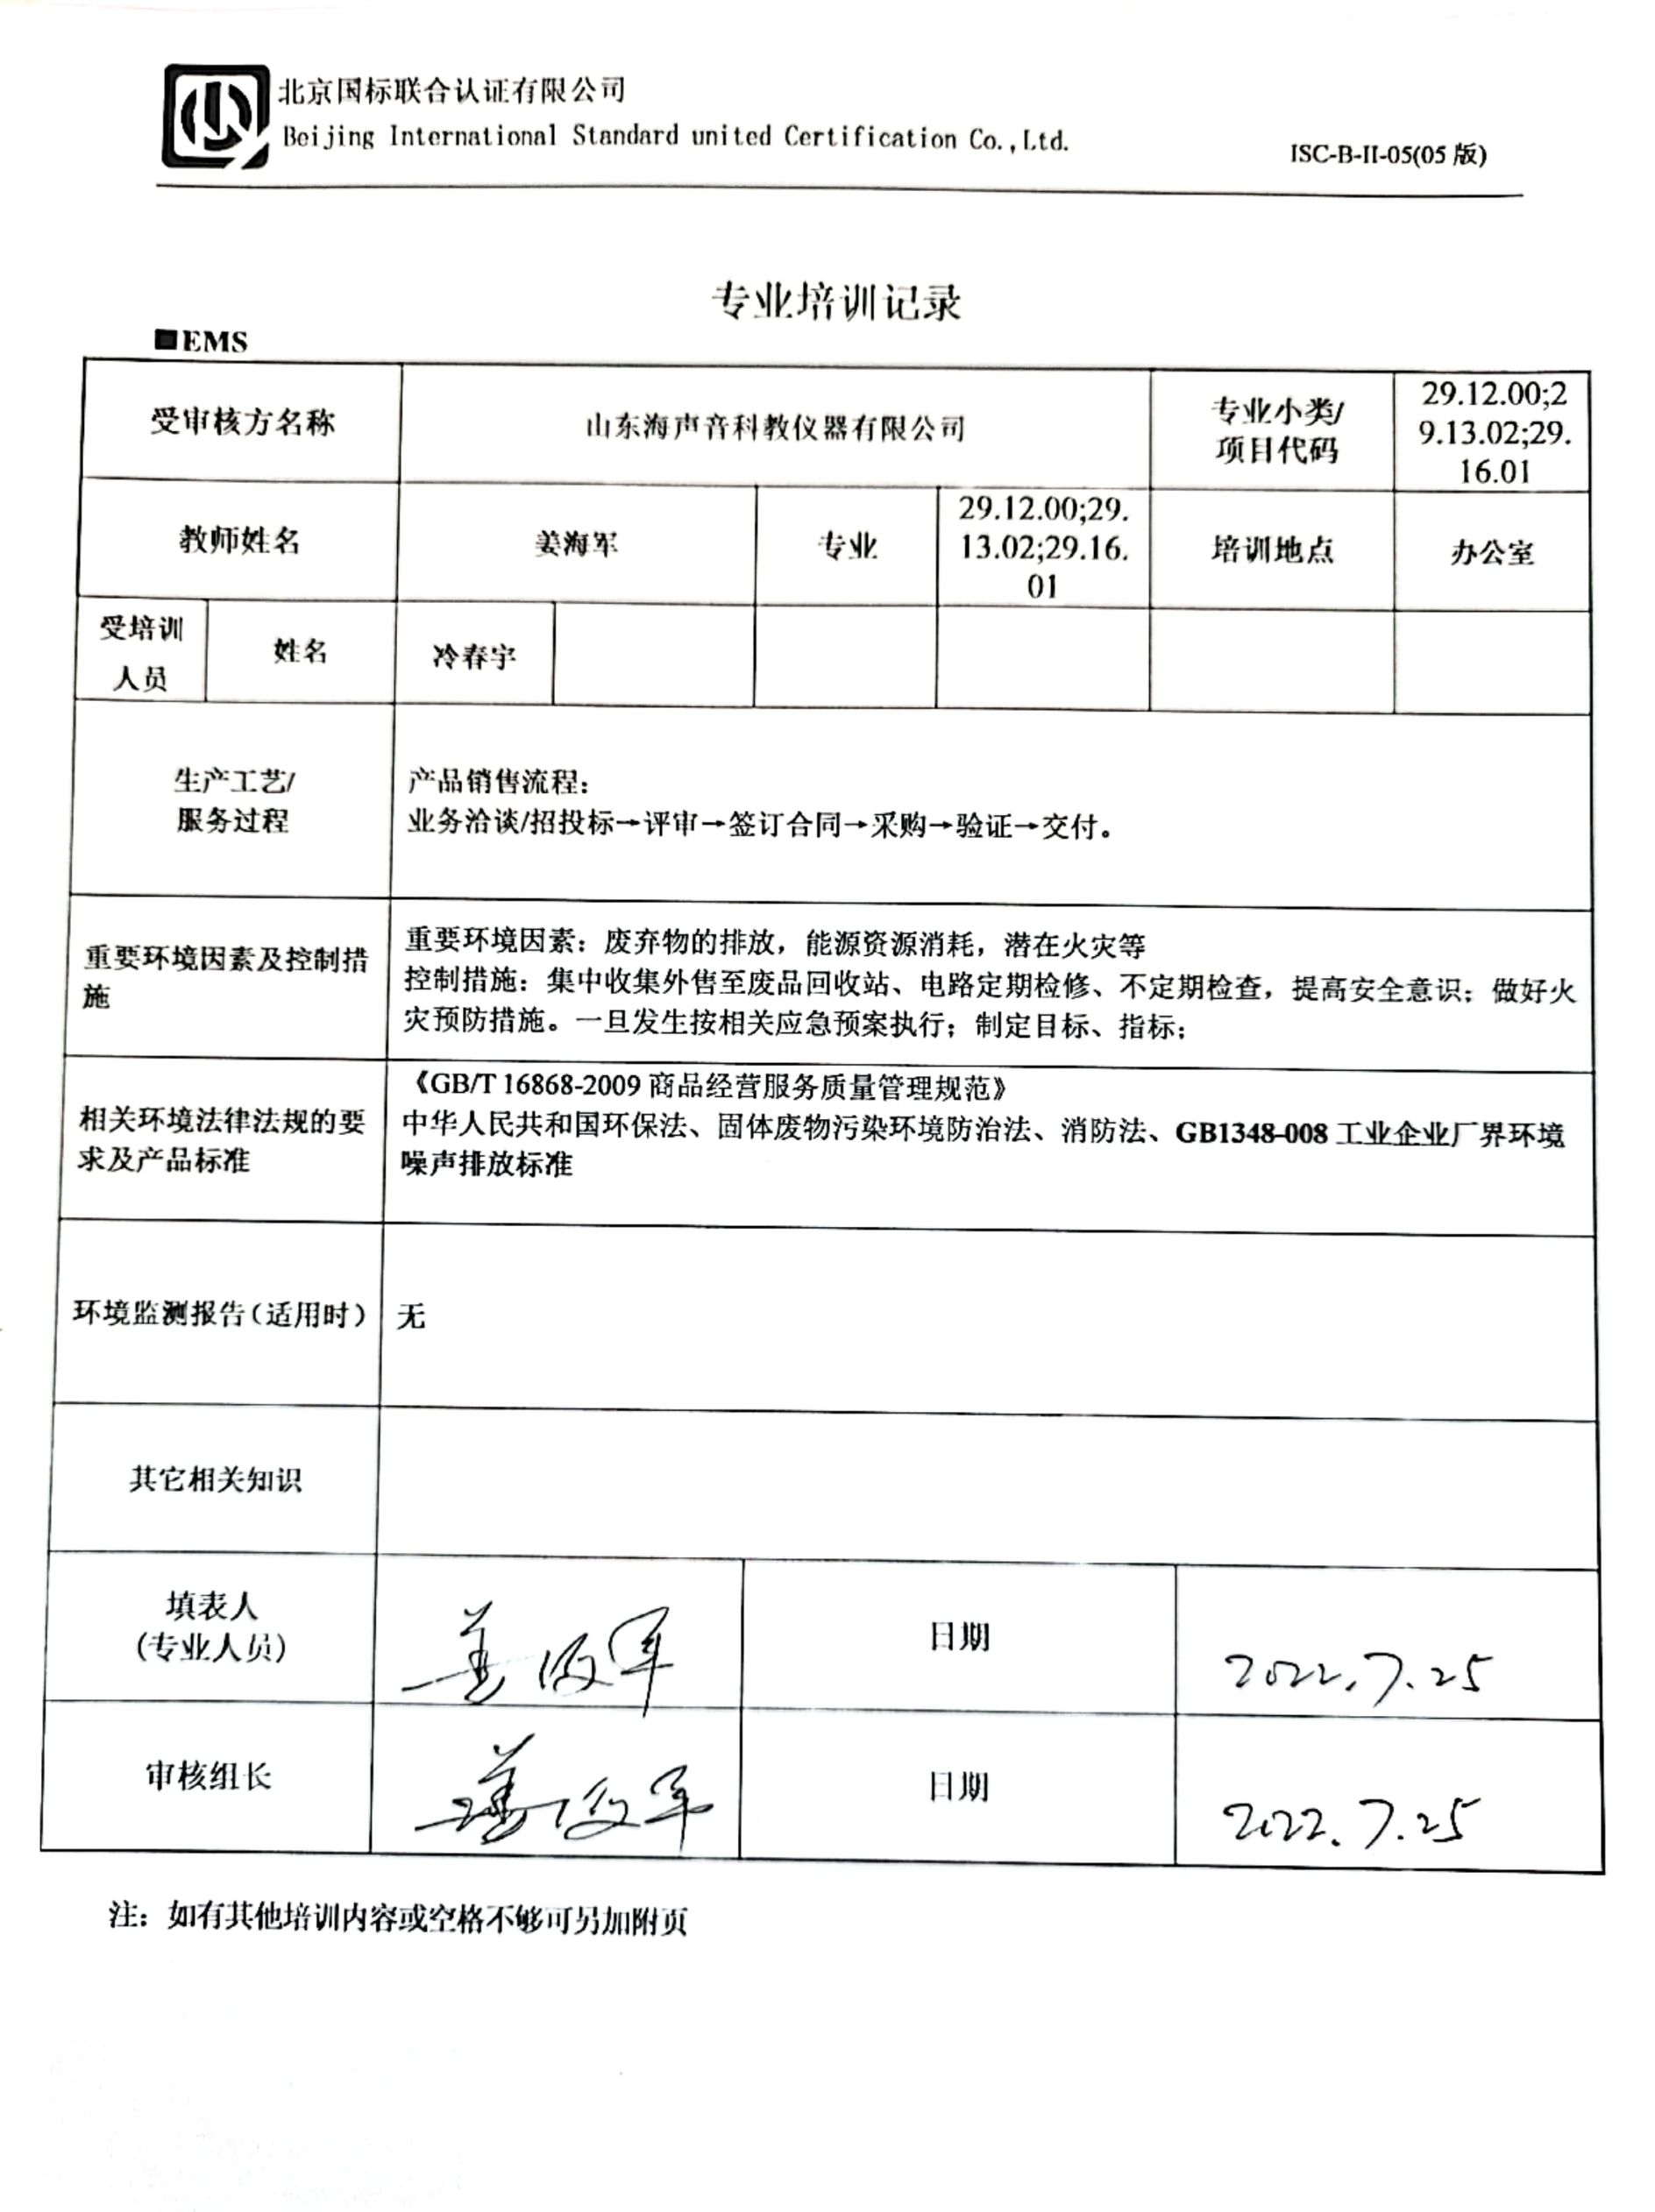 北京国标联合认证有限公司
Beijing International Standard united Certification Co.,Ltd.
ISC-B-II-05(05 版)
专业培训记录
■EMS
受审核方名称
山东海声音科教仪器有限公司
专业小类/
项目代码
29.12.00;2
9.13.02;29.
16.01
教师姓名
姜海军
专业
29.12.00;29.
13.02;29.16.
01
培训地点
办公室
受培训
人员
姓名
冷春宇
生产工艺/
服务过程
产品销售流程：
业务洽谈/招投标→评审→签订合同→采购→验证→交付。
重要环境因素及控制措
施
重要环境因素：废弃物的排放，能源资源消耗，潜在火灾等
控制措施：集中收集外售至废品回收站、电路定期检修、不定期检查，提高安全意识；做好火
灾预防措施。一旦发生按相关应急预案执行；制定目标、指标；
相关环境法律法规的要
求及产品标准
《GB/T 16868-2009 商品经营服务质量管理规范》
中华人民共和国环保法、固体废物污染环境防治法、消防法、GB1348-008 工业企业厂界环境
噪声排放标准
环境监测报告（适用时）
无
其它相关知识
填表人
(专业人员)
姜海军
日期
2022.7.25
审核组长
日期
2022.7.25
注：如有其他培训内容或空格不够可另加附页